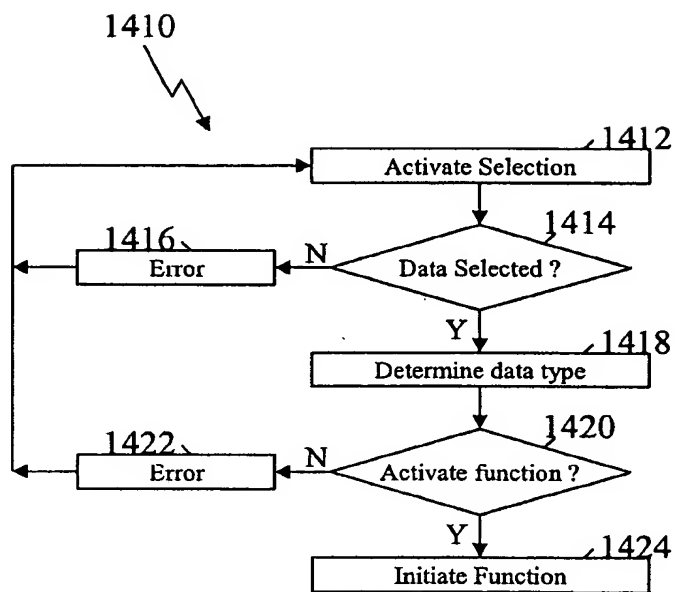 1410
1412
Activate Selection
1414
1416
N
Error
Data Selected ?
Y
1418
Determine data type
1420
1422
N
Error
Activate function ?
Y
1424
Initiate Function